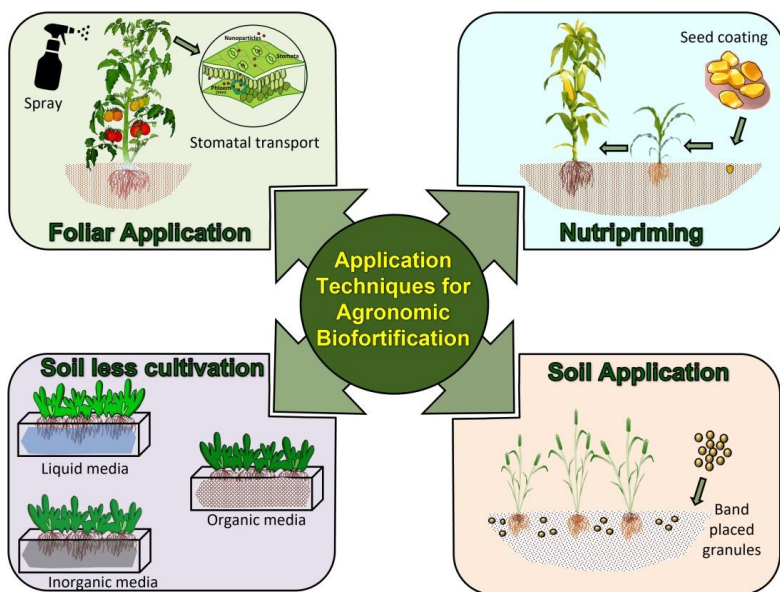 Spray
Nanoparticles
Stomata
Phloem
Stomatal transport
Foliar Application
Seed coating
Nutripriming
Application
Techniques for
Agronomic
Biofortification
Soil less cultivation
Liquid media
Organic media
Inorganic media
Soil Application
Band
placed
granules